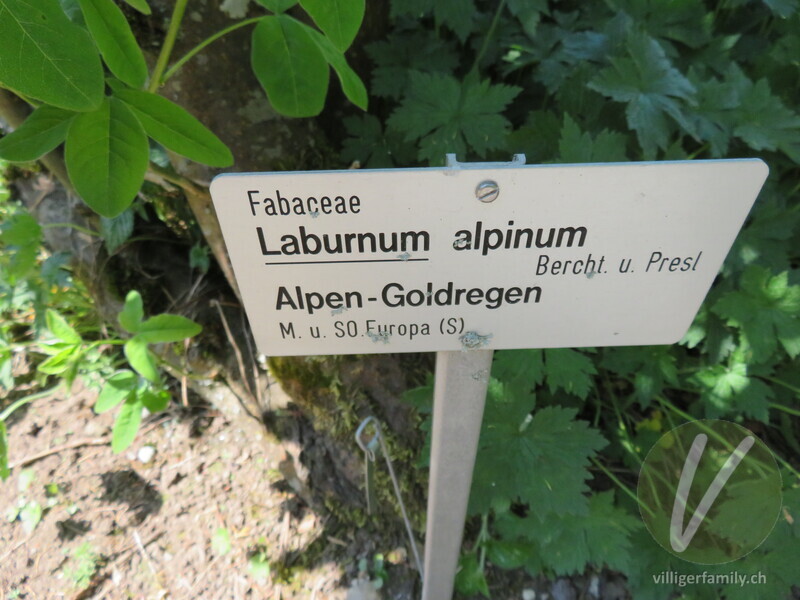 Fabaceae
Laburnum alpinum
Bercht. u. Presl
Alpen-Goldregen
M. u. SO.Europa (S)
V
villigerfamily.ch